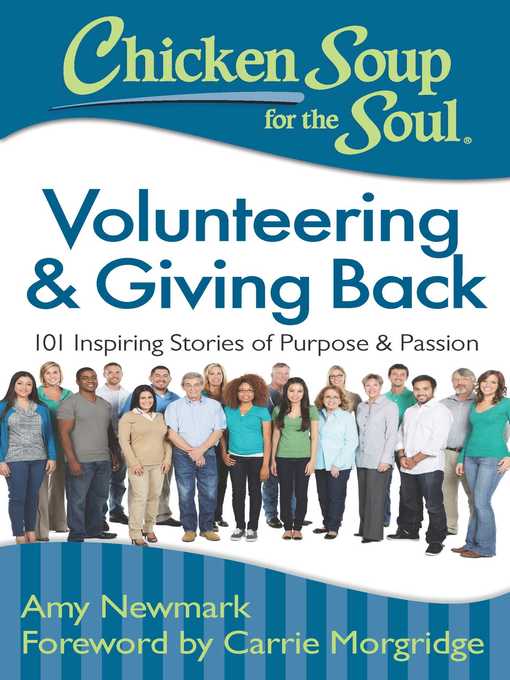 Chicken Soup
for the Soul®
Volunteering
& Giving Back
101 Inspiring Stories of Purpose & Passion
Amy Newmark
Foreword by Carrie Morgridge